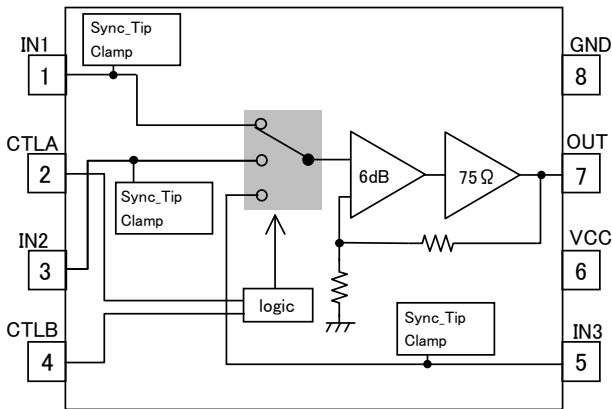 Sync_Tip
Clamp
IN1
1
GND
8
CTLA
2
OUT
7
6dB
75Ω
Sync_Tip
Clamp
IN2
3
VCC
6
logic
CTLB
4
Sync_Tip
Clamp
IN3
5